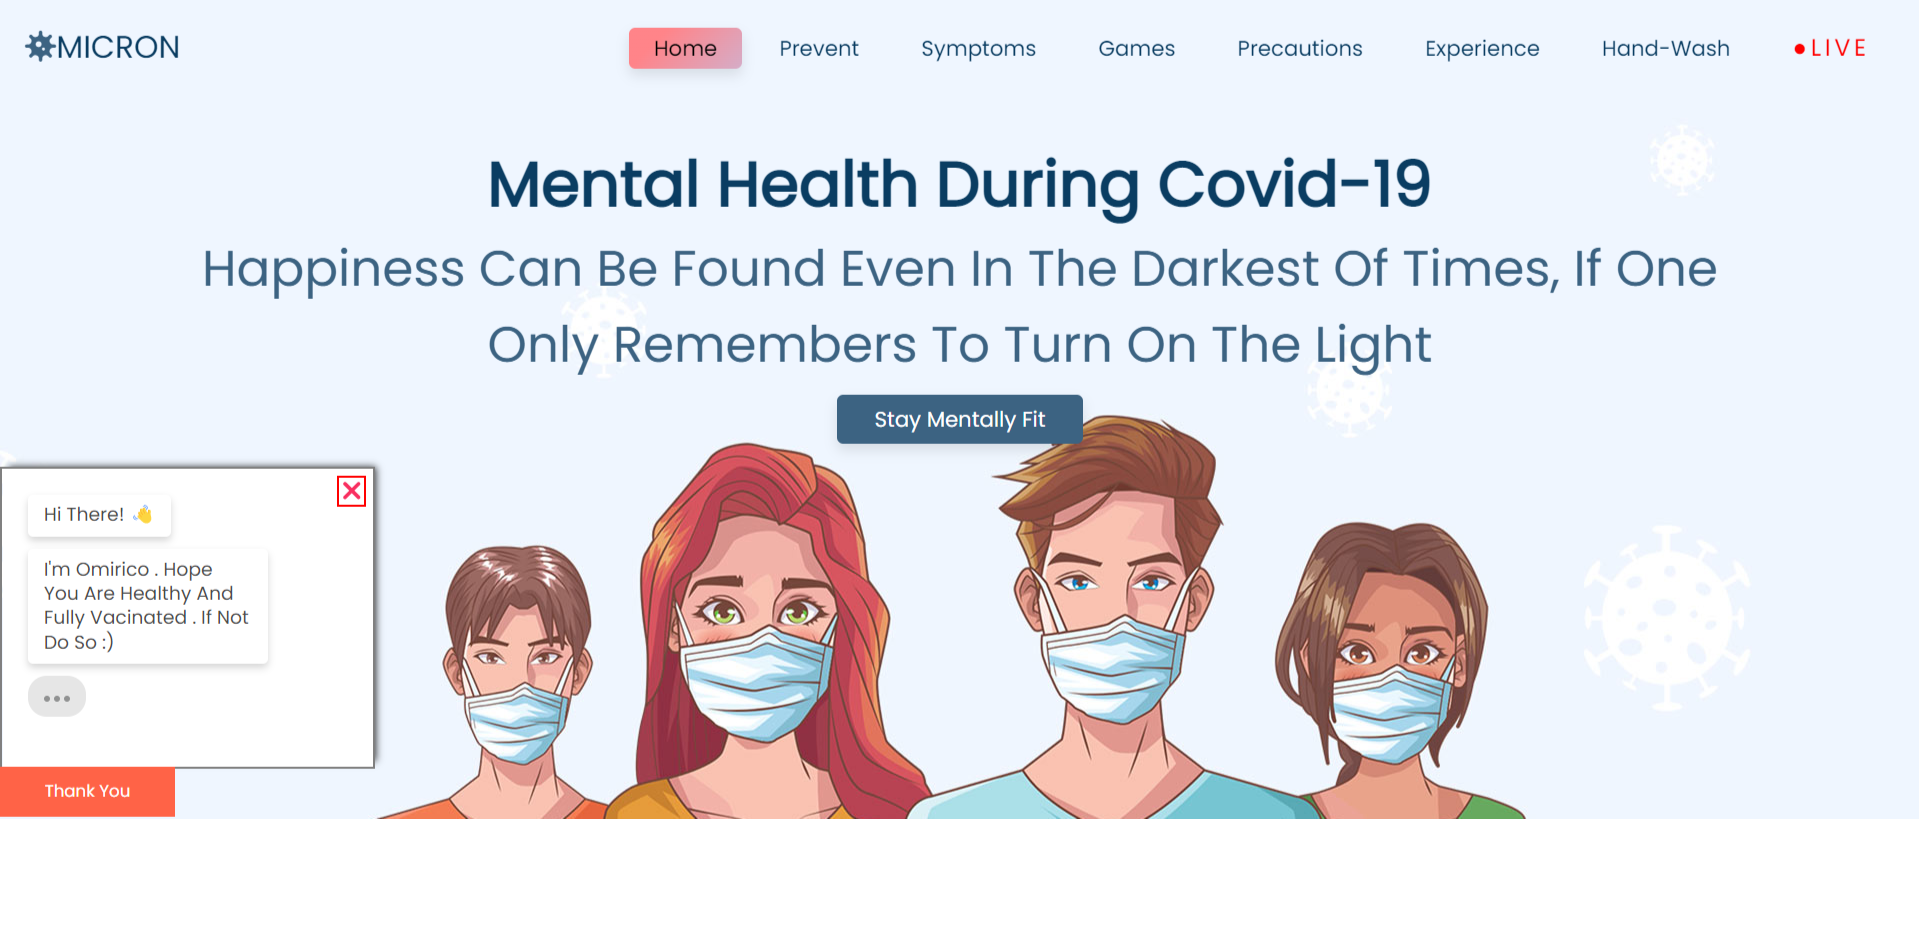 MICRON
Home Prevent Symptoms Games Precautions Experience Hand-Wash LIVE
Mental Health During Covid-19
Happiness Can Be Found Even In The Darkest Of Times, If One
Only Remembers To Turn On The Light
Stay Mentally Fit
Hi There! 👋
I'm Omirico . Hope
You Are Healthy And
Fully Vacinated . If Not
Do So :)
Thank You